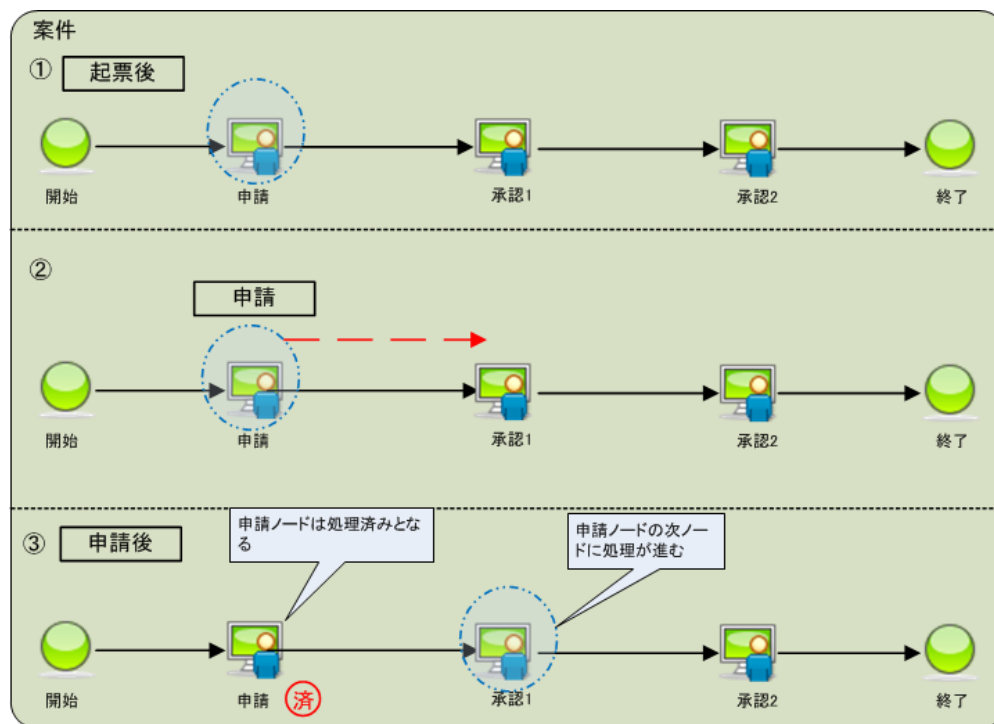 案件
① 起票後
開始
申請
承認1
承認2
終了
②
申請
開始
申請
承認1
承認2
終了
③ 申請後
申請ノードは処理済みとな
る
申請ノードの次ノー
ドに処理が進む
開始
申請
済
承認1
承認2
終了